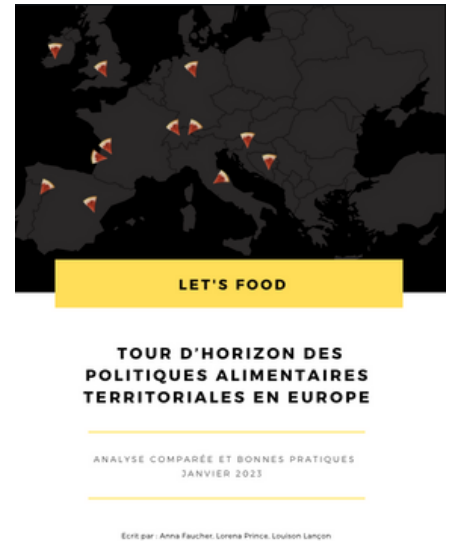 LET'S FOOD
TOUR D'HORIZON DES
POLITIQUES ALIMENTAIRES
TERRITORIALES EN EUROPE
ANALYSE COMPARÉE ET BONNES PRATIQUES
JANVIER 2023
Ecrit par : Anna Faucher, Lorena Prince, Louison Lançon